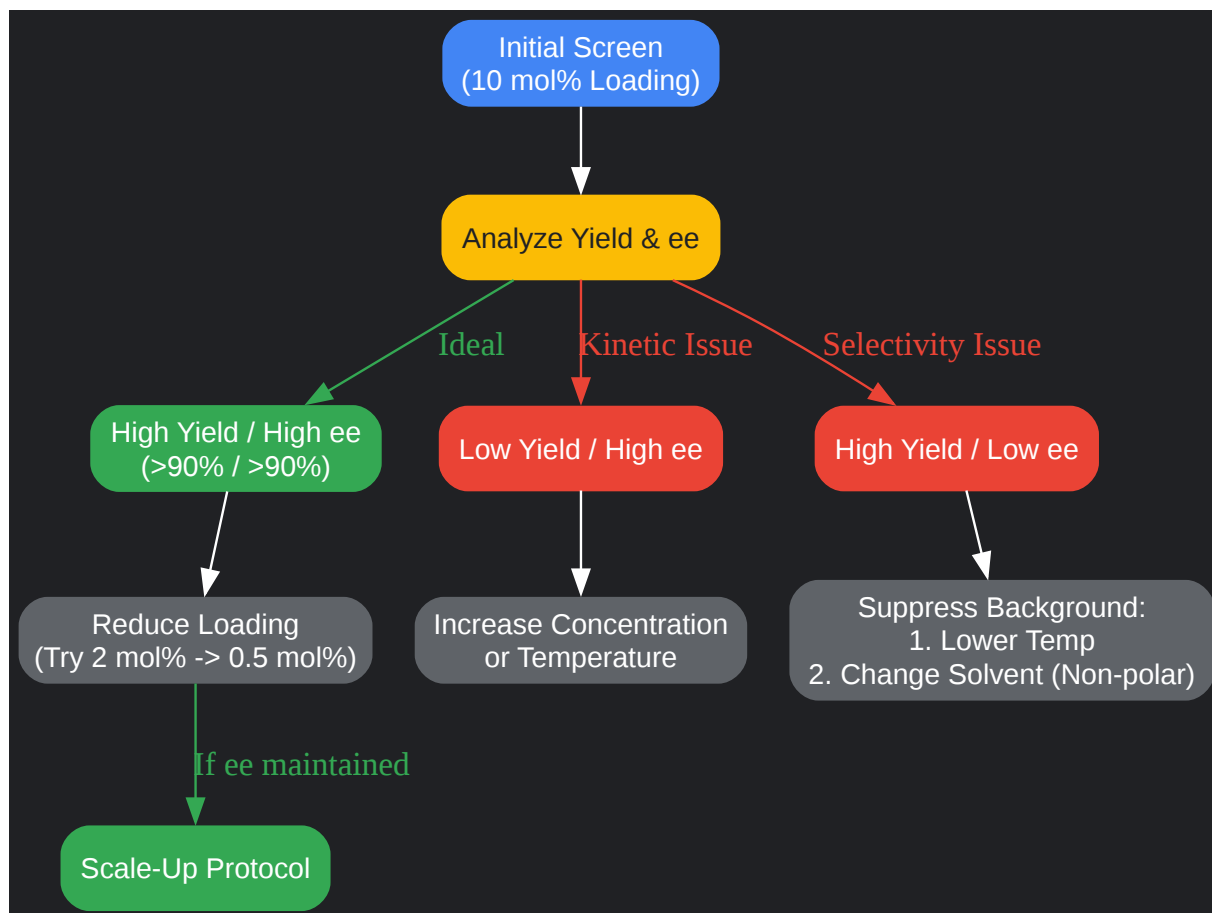 Initial Screen
(10 mol% Loading)
Analyze Yield & ee
Ideal
Kinetic Issue
Selectivity Issue
High Yield / High ee
(>90% / >90%)
Low Yield / High ee
High Yield / Low ee
Reduce Loading
(Try 2 mol% -> 0.5 mol%)
Increase Concentration
or Temperature
Suppress Background:
1. Lower Temp
2. Change Solvent (Non-polar)
If ee maintained
Scale-Up Protocol